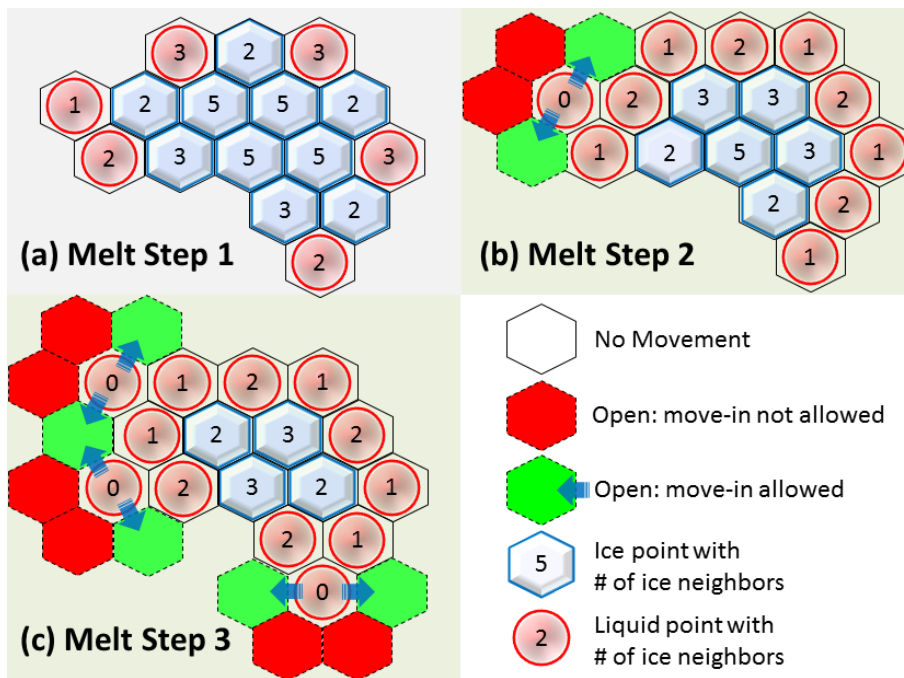 3 2 3
1 2 5 5 2
2 3 5 5 3
3 2
2
(a) Melt Step 1
1 2 1
0 2 3 3 2
1 2 5 3 1
2 2
1
(b) Melt Step 2
0 1 2 1
1 2 3 2
0 2 3 2 1
2 1
0
(c) Melt Step 3
No Movement
Open: move-in not allowed
Open: move-in allowed
5
Ice point with
# of ice neighbors
2
Liquid point with
# of ice neighbors